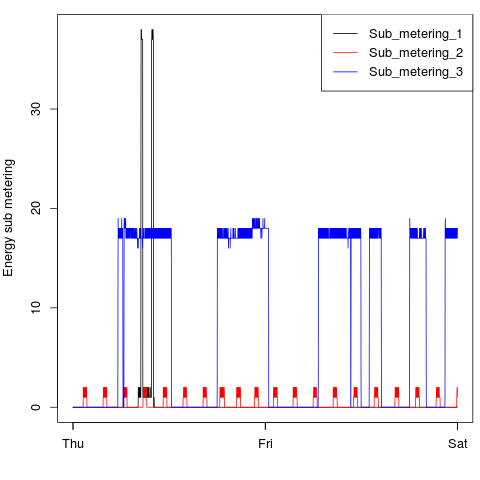 Sub_metering_1
Sub_metering_2
Sub_metering_3
Energy sub metering
30
20
10
0
Thu Fri Sat